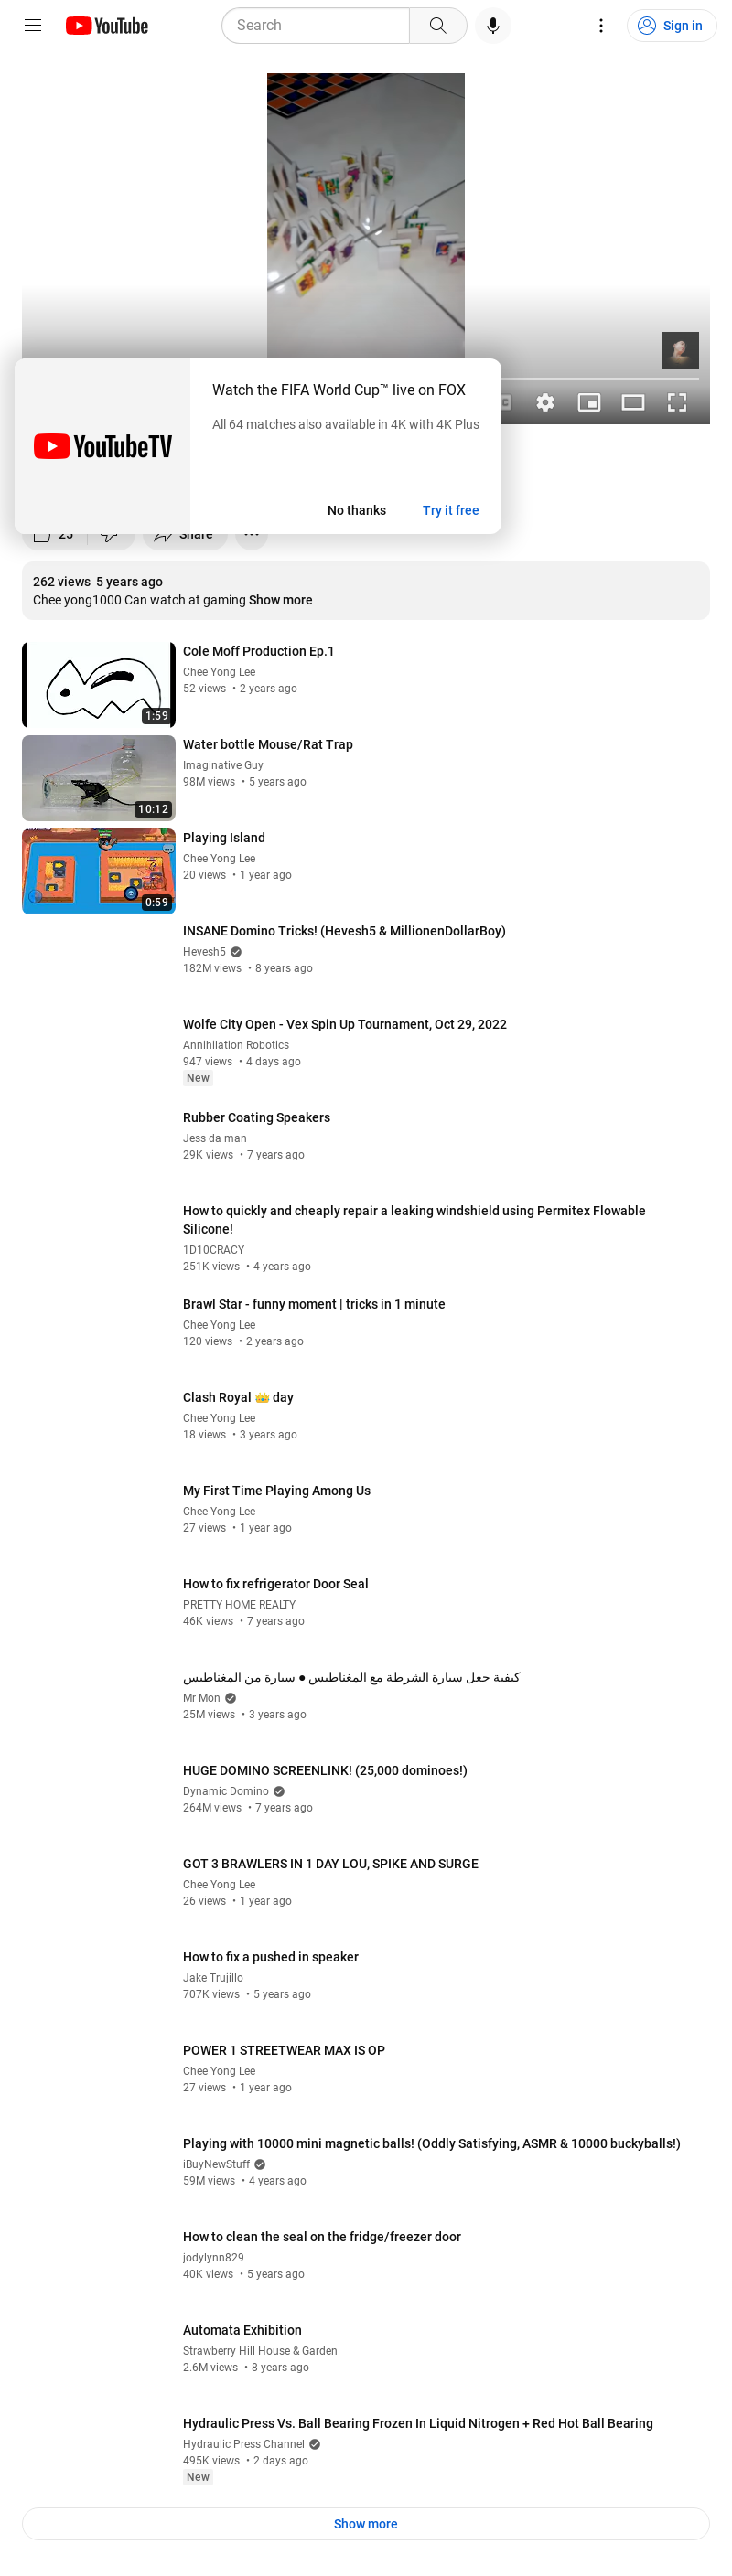 YouTube
Search
Sign in
Watch the FIFA World Cup™ live on FOX
All 64 matches also available in 4K with 4K Plus
YouTubeTV
No thanks
Try it free
25
Share
262 views 5 years ago
Chee yong1000 Can watch at gaming Show more
Cole Moff Production Ep.1
Chee Yong Lee
52 views • 2 years ago
1:59
Water bottle Mouse/Rat Trap
Imaginative Guy
98M views • 5 years ago
10:12
Playing Island
Chee Yong Lee
20 views • 1 year ago
0:59
INSANE Domino Tricks! (Hevesh5 & MillionenDollarBoy)
Hevesh5
182M views • 8 years ago
Wolfe City Open - Vex Spin Up Tournament, Oct 29, 2022
Annihilation Robotics
947 views • 4 days ago
New
Rubber Coating Speakers
Jess da man
29K views • 7 years ago
How to quickly and cheaply repair a leaking windshield using Permitex Flowable
Silicone!
1D10CRACY
251K views • 4 years ago
Brawl Star - funny moment | tricks in 1 minute
Chee Yong Lee
120 views • 2 years ago
Clash Royal 👑 day
Chee Yong Lee
18 views • 3 years ago
My First Time Playing Among Us
Chee Yong Lee
27 views • 1 year ago
How to fix refrigerator Door Seal
PRETTY HOME REALTY
46K views • 7 years ago
كيفية جعل سيارة الشرطة مع المغناطيس ● سيارة من المغناطيس
Mr Mon
25M views • 3 years ago
HUGE DOMINO SCREENLINK! (25,000 dominoes!)
Dynamic Domino
264M views • 7 years ago
GOT 3 BRAWLERS IN 1 DAY LOU, SPIKE AND SURGE
Chee Yong Lee
26 views • 1 year ago
How to fix a pushed in speaker
Jake Trujillo
707K views • 5 years ago
POWER 1 STREETWEAR MAX IS OP
Chee Yong Lee
27 views • 1 year ago
Playing with 10000 mini magnetic balls! (Oddly Satisfying, ASMR & 10000 buckyballs!)
iBuyNewStuff
59M views • 4 years ago
How to clean the seal on the fridge/freezer door
jodylynn829
40K views • 5 years ago
Automata Exhibition
Strawberry Hill House & Garden
2.6M views • 8 years ago
Hydraulic Press Vs. Ball Bearing Frozen In Liquid Nitrogen + Red Hot Ball Bearing
Hydraulic Press Channel
495K views • 2 days ago
New
Show more